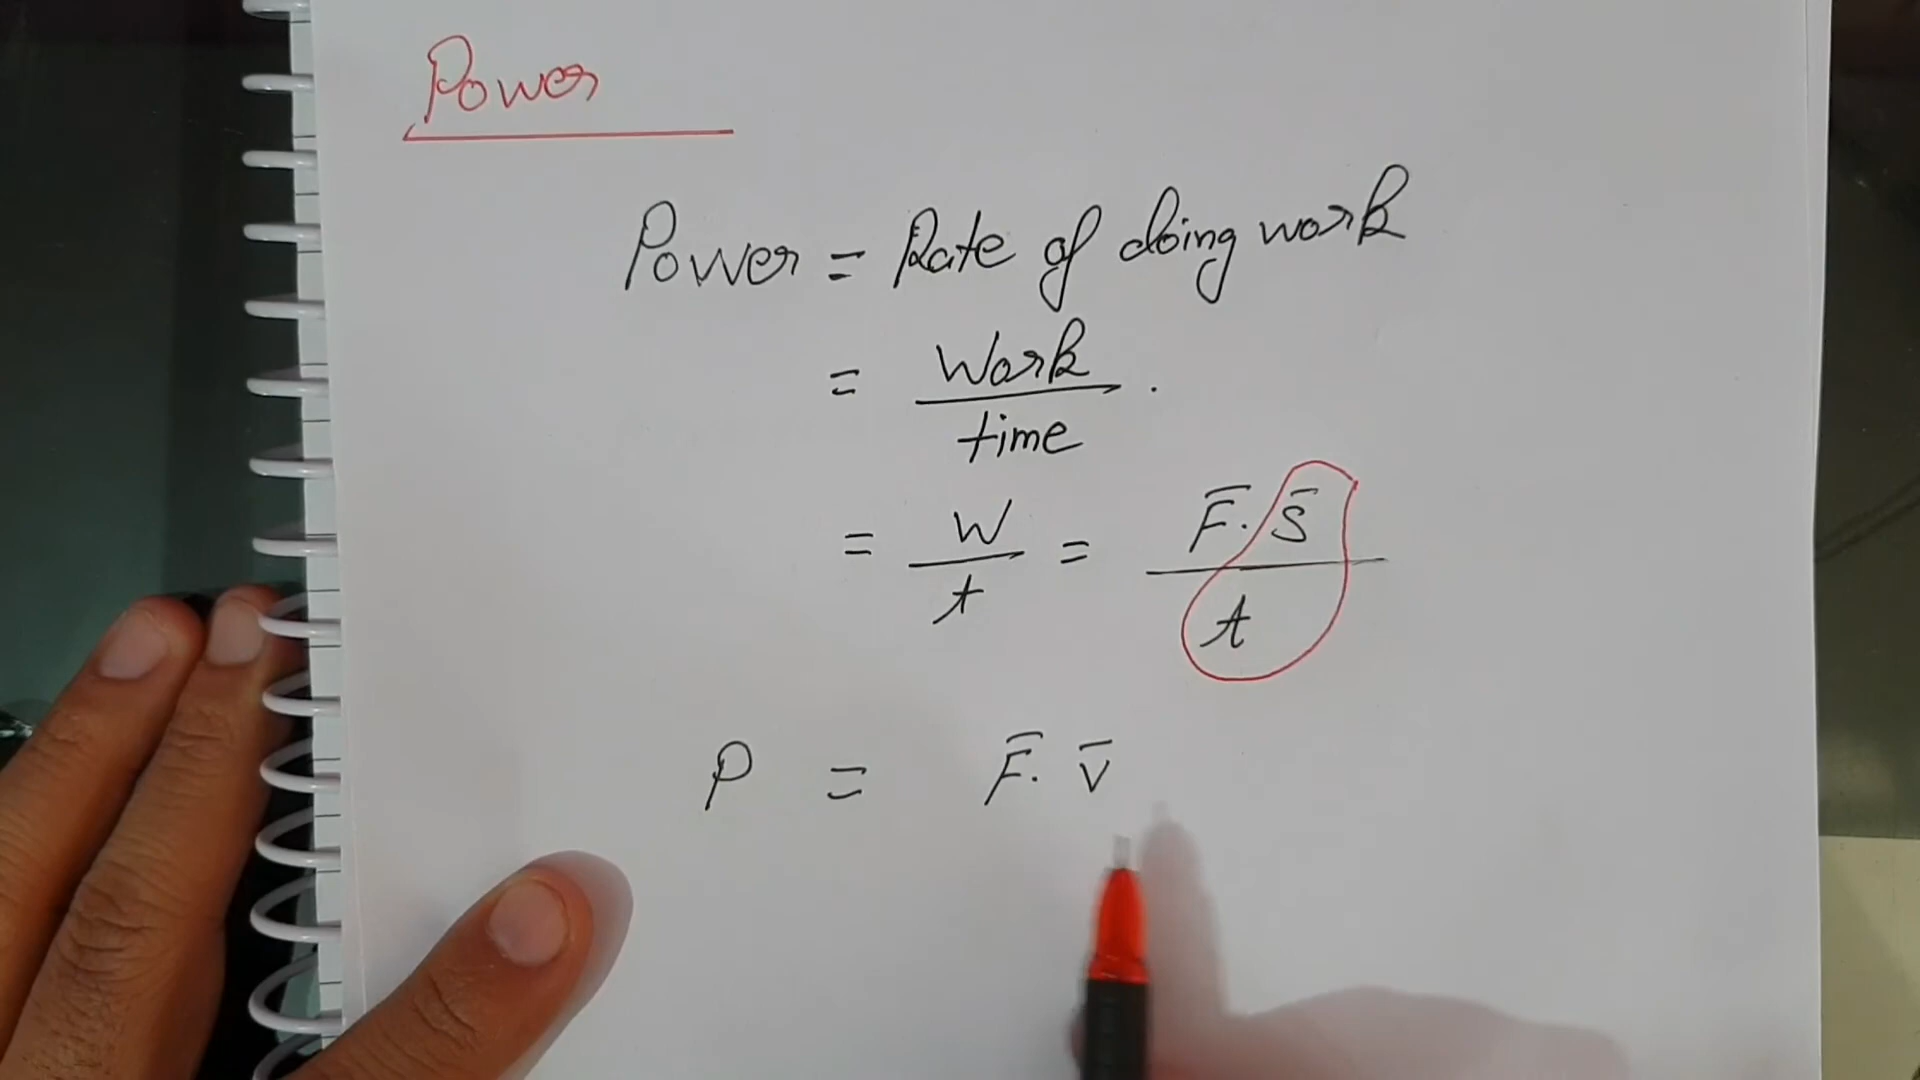 Power
Power = Rate of doing work
= Work / time .
= W / t = F̅. S̅ / t
P = F̅. V̅